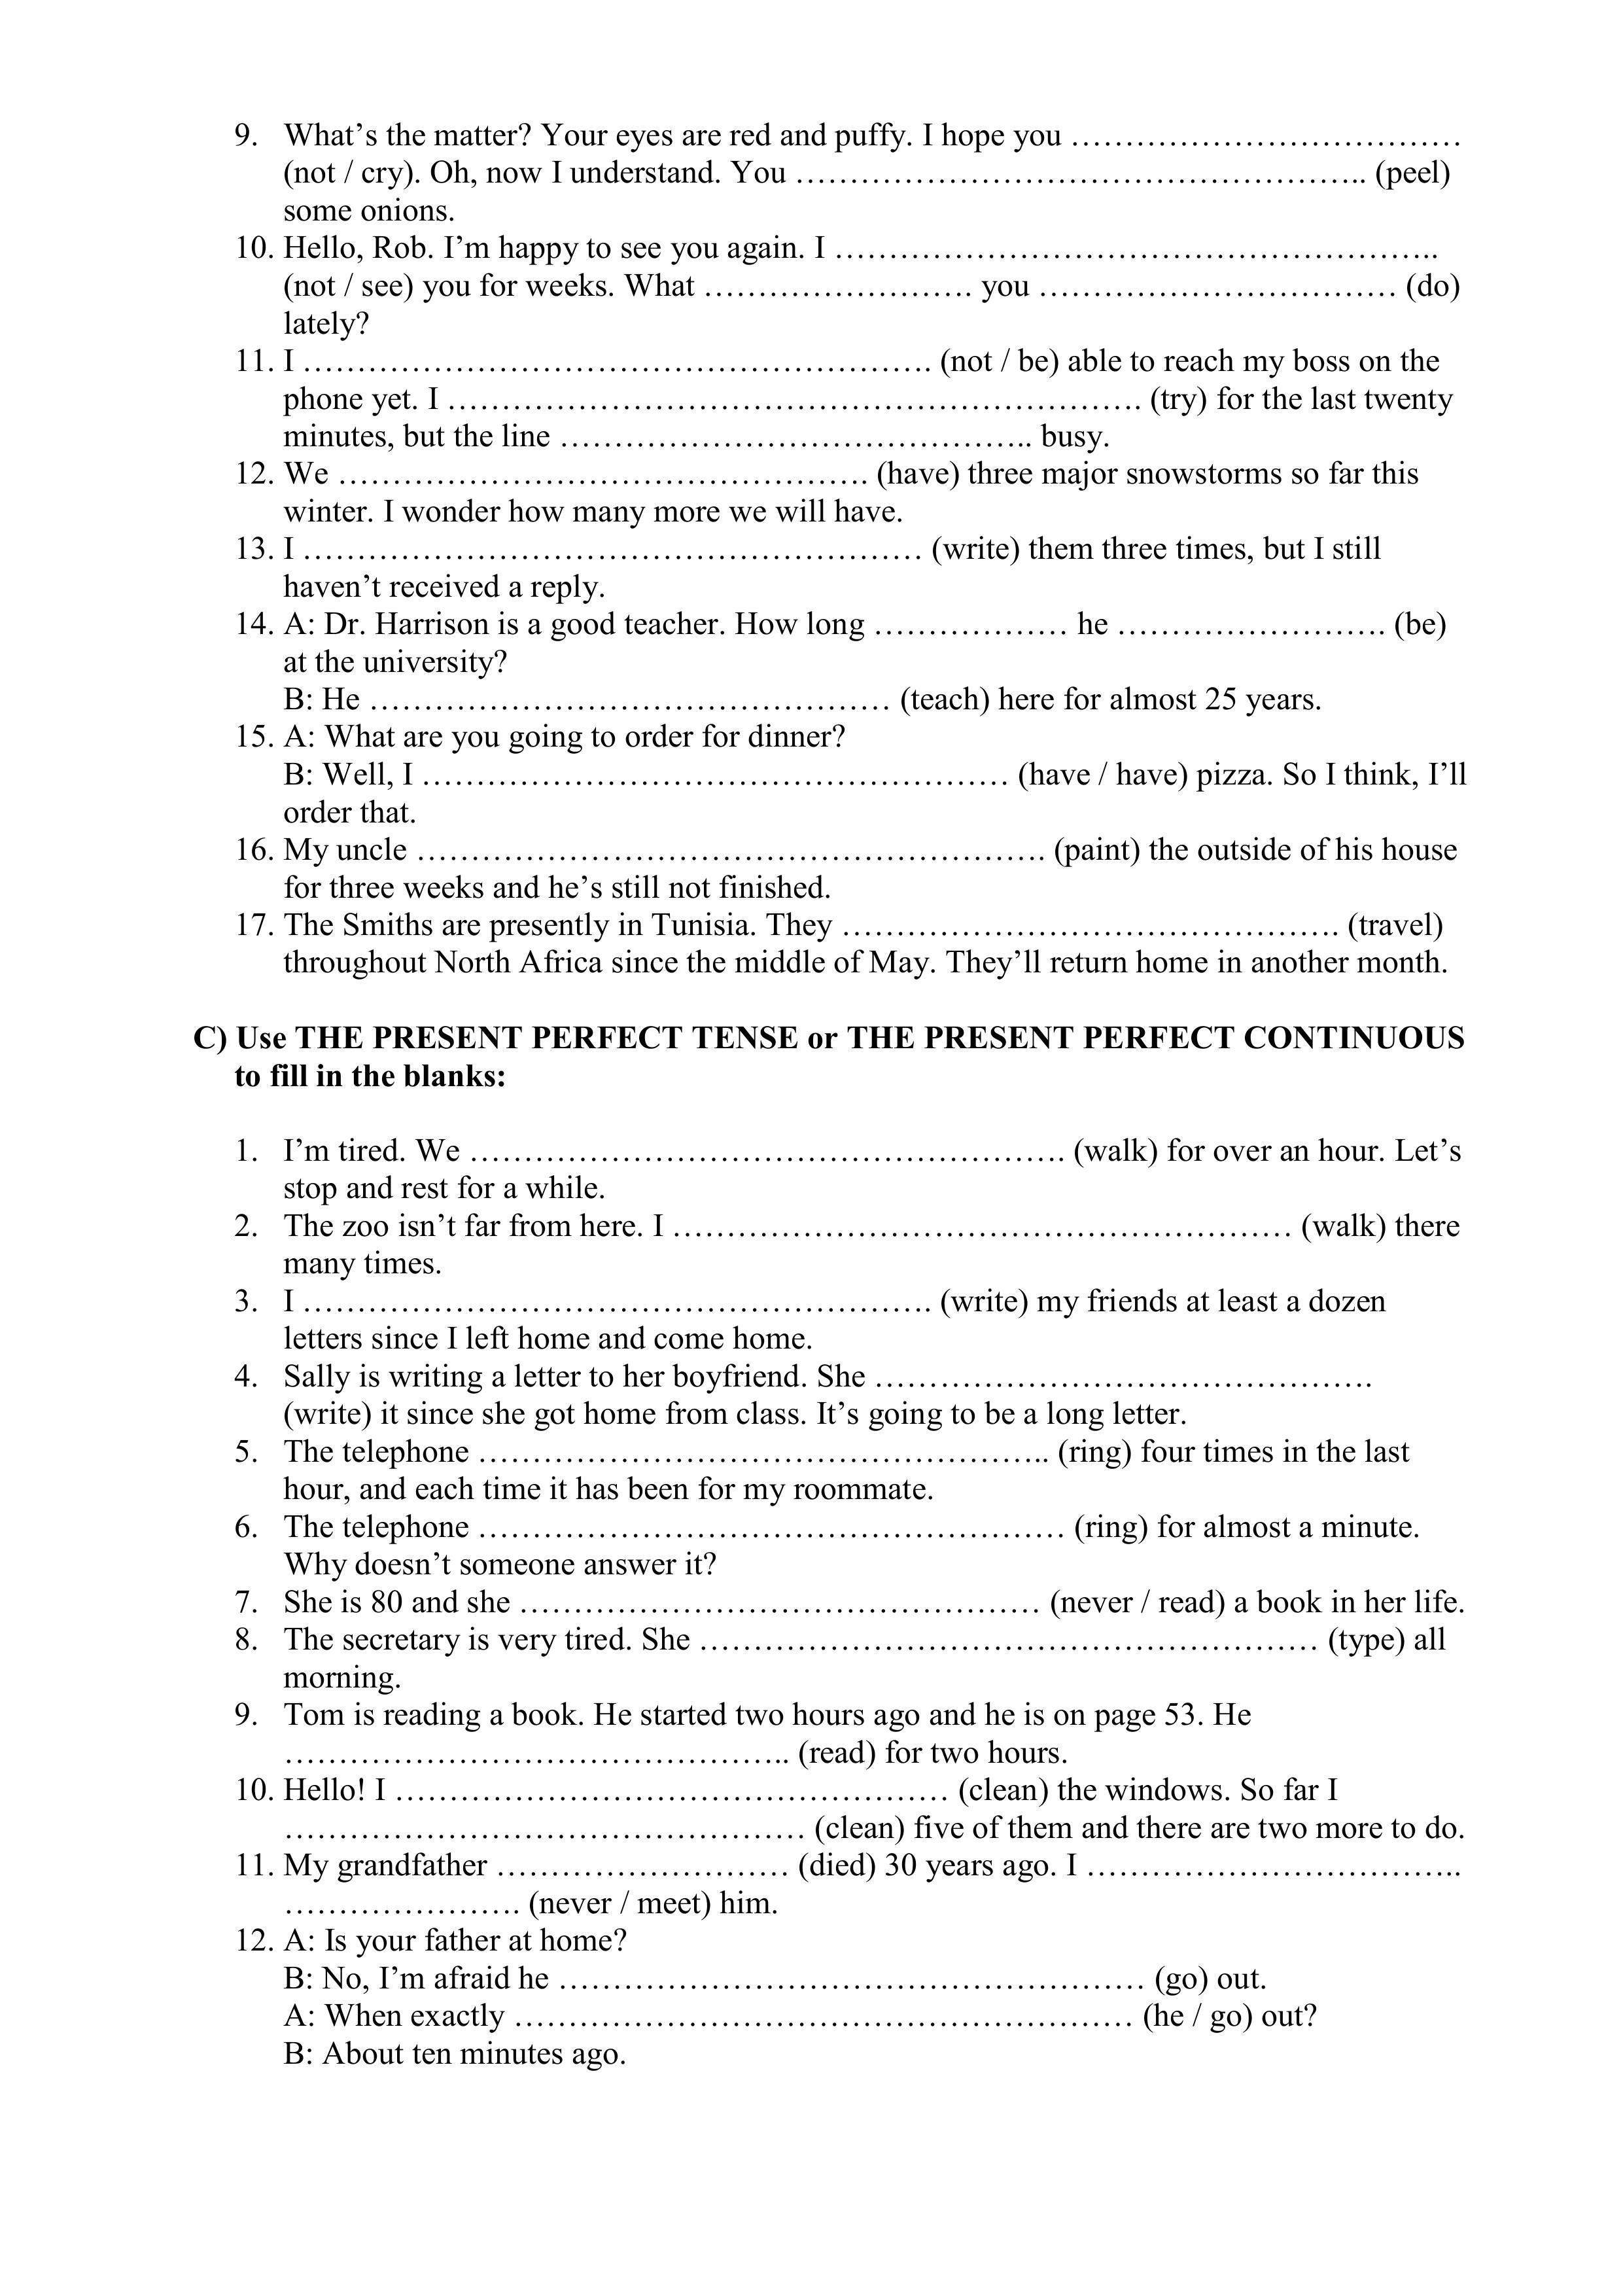 9. What’s the matter? Your eyes are red and puffy. I hope you ………………………………
(not / cry). Oh, now I understand. You …………………………………………….. (peel)
some onions.
10. Hello, Rob. I’m happy to see you again. I ………………………………………………..
(not / see) you for weeks. What ……………………. you …………………………… (do)
lately?
11. I …………………………………………………. (not / be) able to reach my boss on the
phone yet. I ………………………………………………………. (try) for the last twenty
minutes, but the line …………………………………….. busy.
12. We …………………………………………. (have) three major snowstorms so far this
winter. I wonder how many more we will have.
13. I ………………………………………………… (write) them three times, but I still
haven’t received a reply.
14. A: Dr. Harrison is a good teacher. How long ……………… he ……………………. (be)
at the university?
B: He ………………………………………… (teach) here for almost 25 years.
15. A: What are you going to order for dinner?
B: Well, I ……………………………………………… (have / have) pizza. So I think, I’ll
order that.
16. My uncle …………………………………………………. (paint) the outside of his house
for three weeks and he’s still not finished.
17. The Smiths are presently in Tunisia. They ………………………………………. (travel)
throughout North Africa since the middle of May. They’ll return home in another month.
C) Use THE PRESENT PERFECT TENSE or THE PRESENT PERFECT CONTINUOUS
to fill in the blanks:
1. I’m tired. We ………………………………………………. (walk) for over an hour. Let’s
stop and rest for a while.
2. The zoo isn’t far from here. I ………………………………………………… (walk) there
many times.
3. I …………………………………………………. (write) my friends at least a dozen
letters since I left home and come home.
4. Sally is writing a letter to her boyfriend. She ……………………………………….
(write) it since she got home from class. It’s going to be a long letter.
5. The telephone …………………………………………….. (ring) four times in the last
hour, and each time it has been for my roommate.
6. The telephone ……………………………………………… (ring) for almost a minute.
Why doesn’t someone answer it?
7. She is 80 and she ………………………………………… (never / read) a book in her life.
8. The secretary is very tired. She ………………………………………………… (type) all
morning.
9. Tom is reading a book. He started two hours ago and he is on page 53. He
……………………………………….. (read) for two hours.
10. Hello! I …………………………………………… (clean) the windows. So far I
………………………………………… (clean) five of them and there are two more to do.
11. My grandfather ……………………… (died) 30 years ago. I ……………………………..
…………………. (never / meet) him.
12. A: Is your father at home?
B: No, I’m afraid he ……………………………………………… (go) out.
A: When exactly ………………………………………………… (he / go) out?
B: About ten minutes ago.